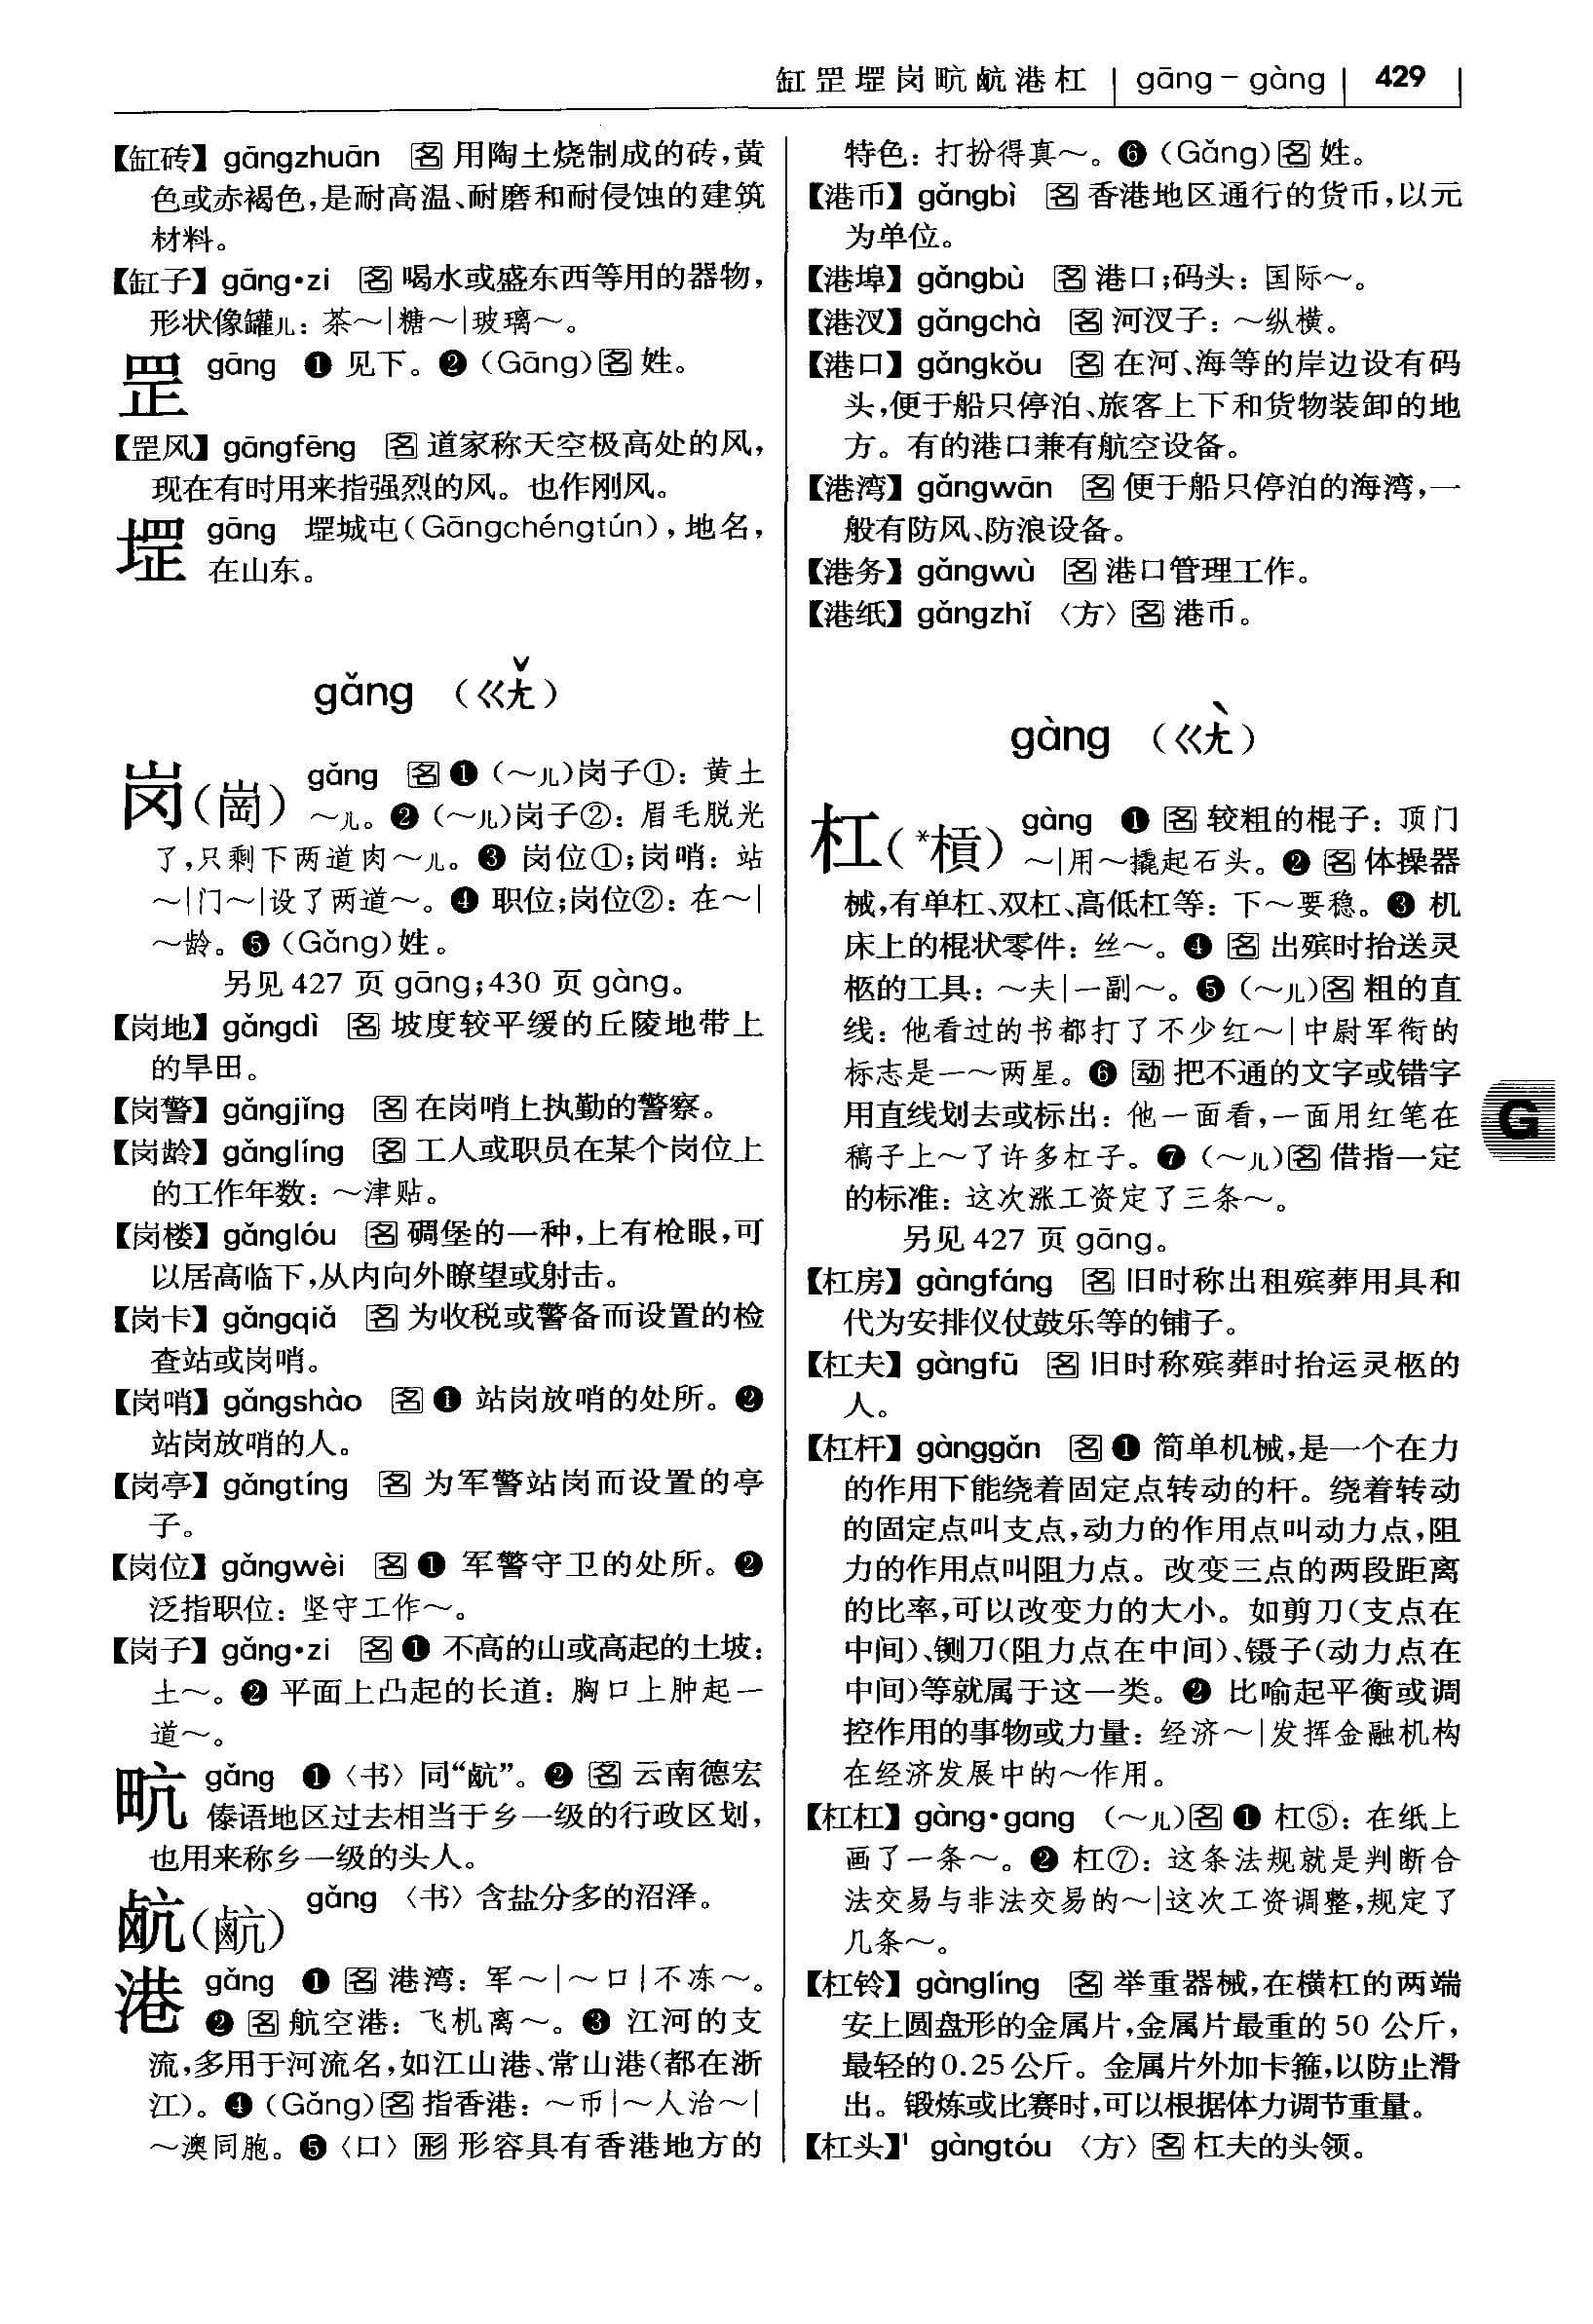 缸罡堽岗㽘㽏港杠 | gāng – gàng | 429
【缸砖】 gāngzhuān 名 用陶土烧制成的砖,黄
色或赤褐色,是耐高温、耐磨和耐侵蚀的建筑
材料。
【缸子】 gāng•zi 名 喝水或盛东西等用的器物,
形状像罐儿:茶～|糖～|玻璃～。
罡 gāng ❶ 见下。❷ (Gāng)名 姓。
【罡风】 gāngfēng 名 道家称天空极高处的风,
现在有时用来指强烈的风。也作刚风。
堽 gāng 堽城屯(Gāngchéngtún),地名,
在山东。
gǎng (ㄍㄤˇ)
岗(崗) gǎng 名 ❶ (～儿)岗子①:黄土
～儿。❷ (～儿)岗子②:眉毛脱光
了,只剩下两道肉～儿。❸ 岗位①;岗哨:站
～|门～|设了两道～。❹ 职位;岗位②:在～|
～龄。❺ (Gǎng)姓。
另见 427 页 gāng;430 页 gàng。
【岗地】 gǎngdì 名 坡度较平缓的丘陵地带上
的旱田。
【岗警】 gǎngjǐng 名 在岗哨上执勤的警察。
【岗龄】 gǎnglíng 名 工人或职员在某个岗位上
的工作年数:～津贴。
【岗楼】 gǎnglóu 名 碉堡的一种,上有枪眼,可
以居高临下,从内向外瞭望或射击。
【岗卡】 gǎngqiǎ 名 为收税或警备而设置的检
查站或岗哨。
【岗哨】 gǎngshào 名 ❶ 站岗放哨的处所。❷
站岗放哨的人。
【岗亭】 gǎngtíng 名 为军警站岗而设置的亭
子。
【岗位】 gǎngwèi 名 ❶ 军警守卫的处所。❷
泛指职位:坚守工作～。
【岗子】 gǎng•zi 名 ❶ 不高的山或高起的土坡:
土～。❷ 平面上凸起的长道:胸口上肿起一
道～。
畖 gǎng ❶〈书〉同“㽏”。❷ 名 云南德宏
傣语地区过去相当于乡一级的行政区划,
也用来称乡一级的头人。
gǎng 〈书〉含盐分多的沼泽。
港 gǎng ❶ 名 港湾:军～|～口|不冻～。
❷ 名 航空港:飞机离～。❸ 江河的支
流,多用于河流名,如江山港、常山港(都在浙
江)。❹ (Gǎng)名 指香港:～币|～人治～|
～澳同胞。❺〈口〉形 形容具有香港地方的
特色:打扮得真～。❻ (Gǎng)名 姓。
【港币】 gǎngbì 名 香港地区通行的货币,以元
为单位。
【港埠】 gǎngbù 名 港口;码头:国际～。
【港汊】 gǎngchà 名 河汊子:～纵横。
【港口】 gǎngkǒu 名 在河、海等的岸边设有码
头,便于船只停泊、旅客上下和货物装卸的地
方。有的港口兼有航空设备。
【港湾】 gǎngwān 名 便于船只停泊的海湾,一
般有防风、防浪设备。
【港务】 gǎngwù 名 港口管理工作。
【港纸】 gǎngzhǐ 〈方〉名 港币。
gàng (ㄍㄤˋ)
杠(*槓) gàng ❶ 名 较粗的棍子:顶门
～|用～撬起石头。❷ 名 体操器
械,有单杠、双杠、高低杠等:下～要稳。❸ 机
床上的棍状零件:丝～。❹ 名 出殡时抬送灵
柩的工具:～夫|一副～。❺ (～儿)名 粗的直
线:他看过的书都打了不少红～|中尉军衔的
标志是一～两星。❻ 动 把不通的文字或错字
用直线划去或标出:他一面看,一面用红笔在
稿子上～了许多杠子。❼ (～儿)名 借指一定
的标准:这次涨工资定了三条～。
另见 427 页 gāng。
【杠房】 gàngfáng 名 旧时称出租殡葬用具和
代为安排仪仗鼓乐等的铺子。
【杠夫】 gàngfū 名 旧时称殡葬时抬运灵柩的
人。
【杠杆】 gànggǎn 名 ❶ 简单机械,是一个在力
的作用下能绕着固定点转动的杆。绕着转动
的固定点叫支点,动力的作用点叫动力点,阻
力的作用点叫阻力点。改变三点的两段距离
的比率,可以改变力的大小。如剪刀(支点在
中间)、铡刀(阻力点在中间)、镊子(动力点在
中间)等就属于这一类。❷ 比喻起平衡或调
控作用的事物或力量:经济～|发挥金融机构
在经济发展中的～作用。
【杠杠】 gàng•gang (～儿)名 ❶ 杠⑤:在纸上
画了一条～。❷ 杠⑦:这条法规就是判断合
法交易与非法交易的～|这次工资调整,规定了
几条～。
【杠铃】 gànglíng 名 举重器械,在横杠的两端
安上圆盘形的金属片,金属片最重的 50 公斤,
最轻的0.25公斤。金属片外加卡箍,以防止滑
出。锻炼或比赛时,可以根据体力调节重量。
【杠头】¹ gàngtóu 〈方〉名 杠夫的头领。
G